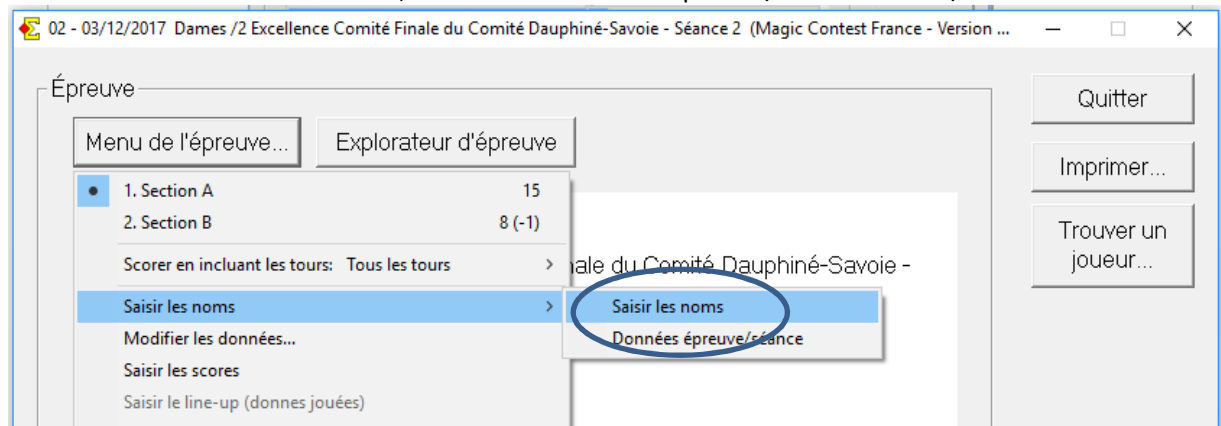 02 - 03/12/2017 Dames /2 Excellence Comité Finale du Comité Dauphiné-Savoie - Séance 2 (Magic Contest France - Version ...
Épreuve
Menu de l'épreuve...
Explorateur d'épreuve
Quitter
Imprimer...
Trouver un
joueur...
1. Section A 15
2. Section B 8 (-1)
Scorer en incluant les tours: Tous les tours
ale du Comité Dauphiné-Savoie -
Saisir les noms
Saisir les noms
Modifier les données...
Données épreuve/séance
Saisir les scores
Saisir le line-up (donnes jouées)